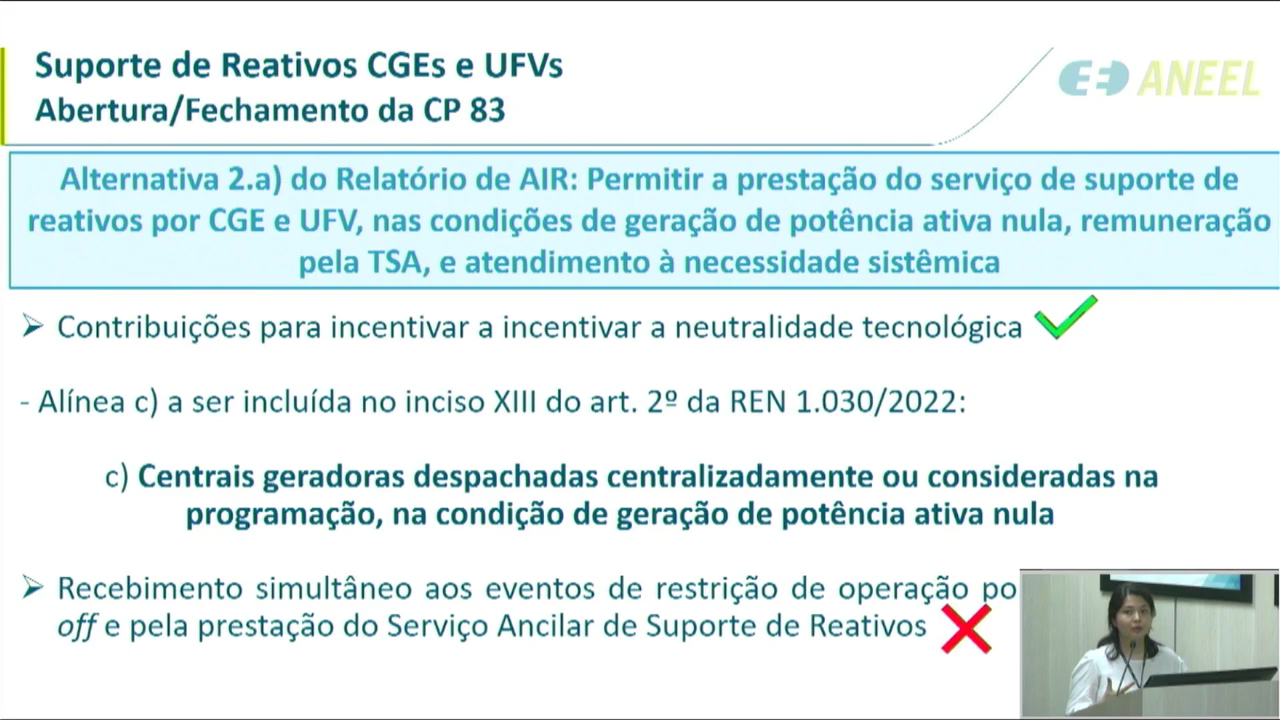 Suporte de Reativos CGEs e UFVs
Abertura/Fechamento da CP 83
ANEEL
Alternativa 2.a) do Relatório de AIR: Permitir a prestação do serviço de suporte de
reativos por CGE e UFV, nas condições de geração de potência ativa nula, remuneração
pela TSA, e atendimento à necessidade sistêmica
Contribuições para incentivar a incentivar a neutralidade tecnológica
- Alínea c) a ser incluída no inciso XIII do art. 2º da REN 1.030/2022:
c) Centrais geradoras despachadas centralizadamente ou consideradas na
programação, na condição de geração de potência ativa nula
Recebimento simultâneo aos eventos de restrição de operação po
off e pela prestação do Serviço Ancilar de Suporte de Reativos